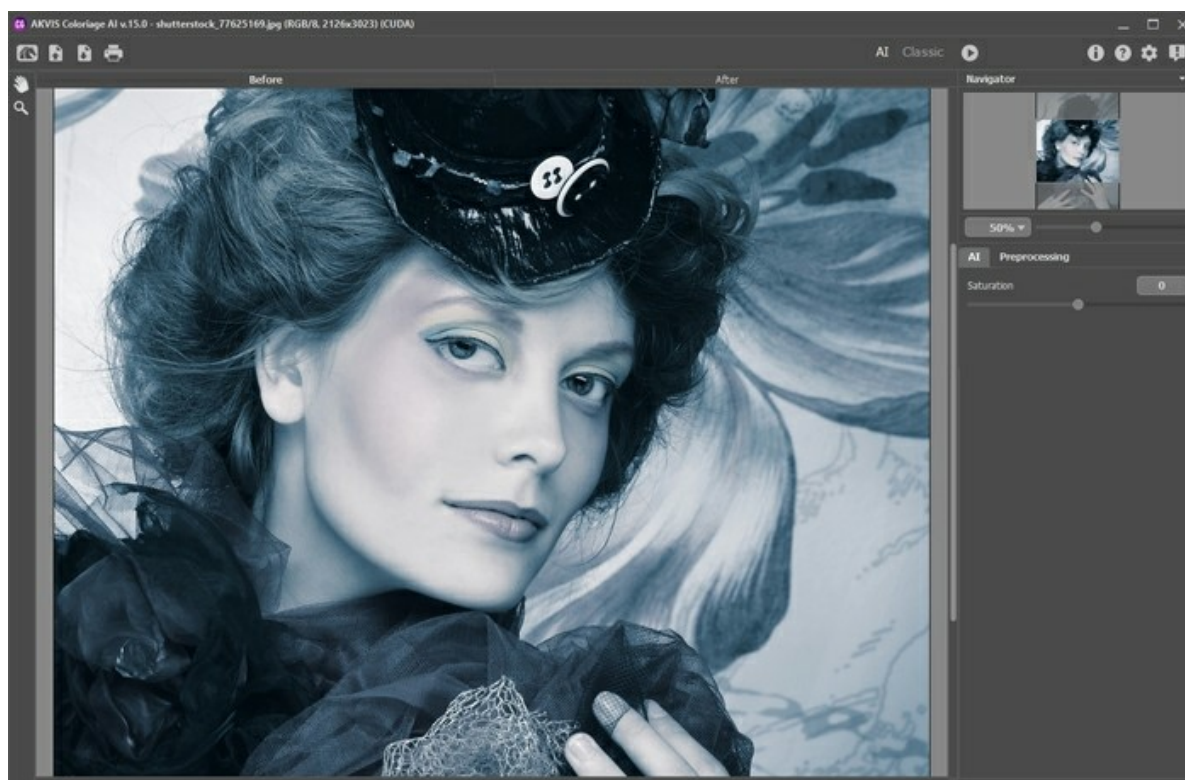 AKVIS Coloriage AI v.15.0 - shutterstock_77625169.jpg (RGB/8, 2126x3023) (CUDA)
AI Classic
Before After
Navigator
50%
AI Preprocessing
Saturation 0